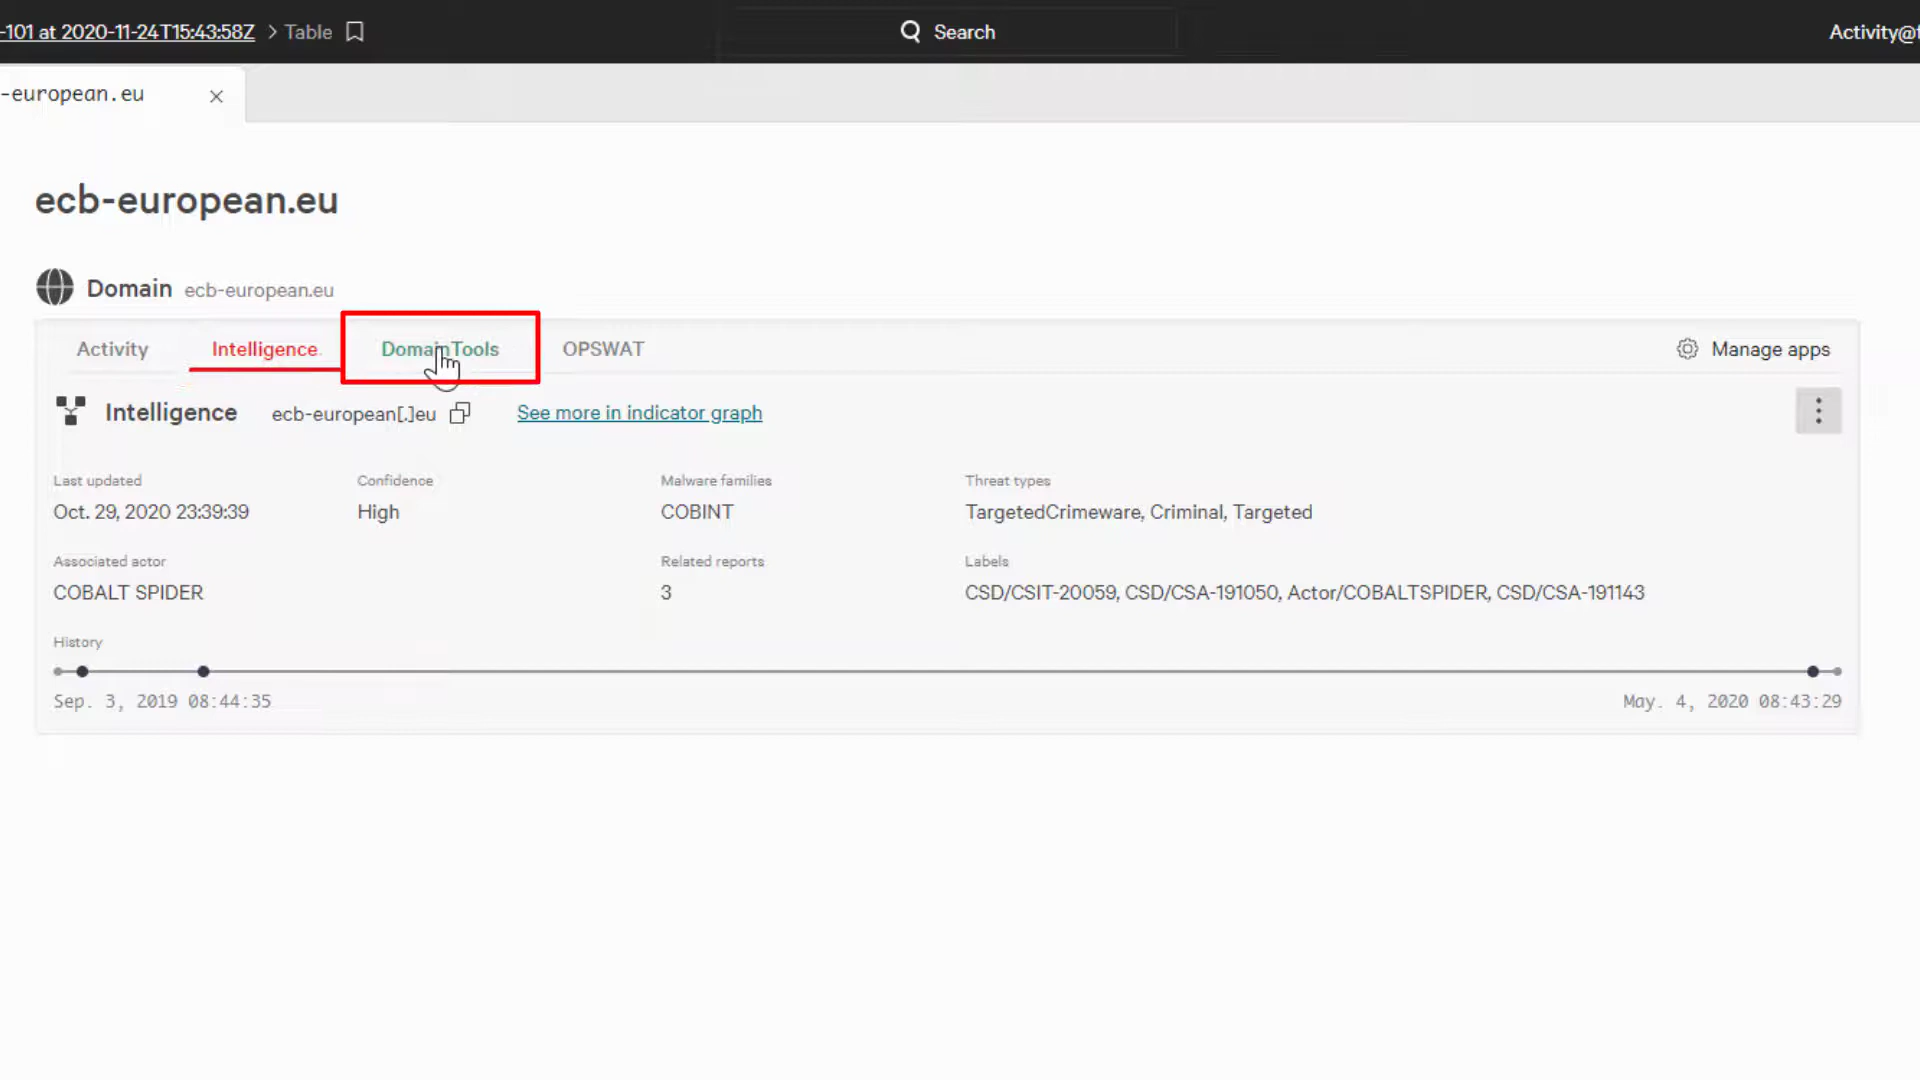 -101 at 2020-11-24T15:43:58Z > Table
Search
Activity@
-european.eu
ecb-european.eu
Domain ecb-european.eu
Activity Intelligence DomainTools OPSWAT Manage apps
Intelligence ecb-european[.]eu See more in indicator graph
Last updated Confidence Malware families Threat types
Oct. 29, 2020 23:39:39 High COBINT TargetedCrimeware, Criminal, Targeted
Associated actor Related reports Labels
COBALT SPIDER 3 CSD/CSIT-20059, CSD/CSA-191050, Actor/COBALTSPIDER, CSD/CSA-191143
History
Sep. 3, 2019 08:44:35 May. 4, 2020 08:43:29